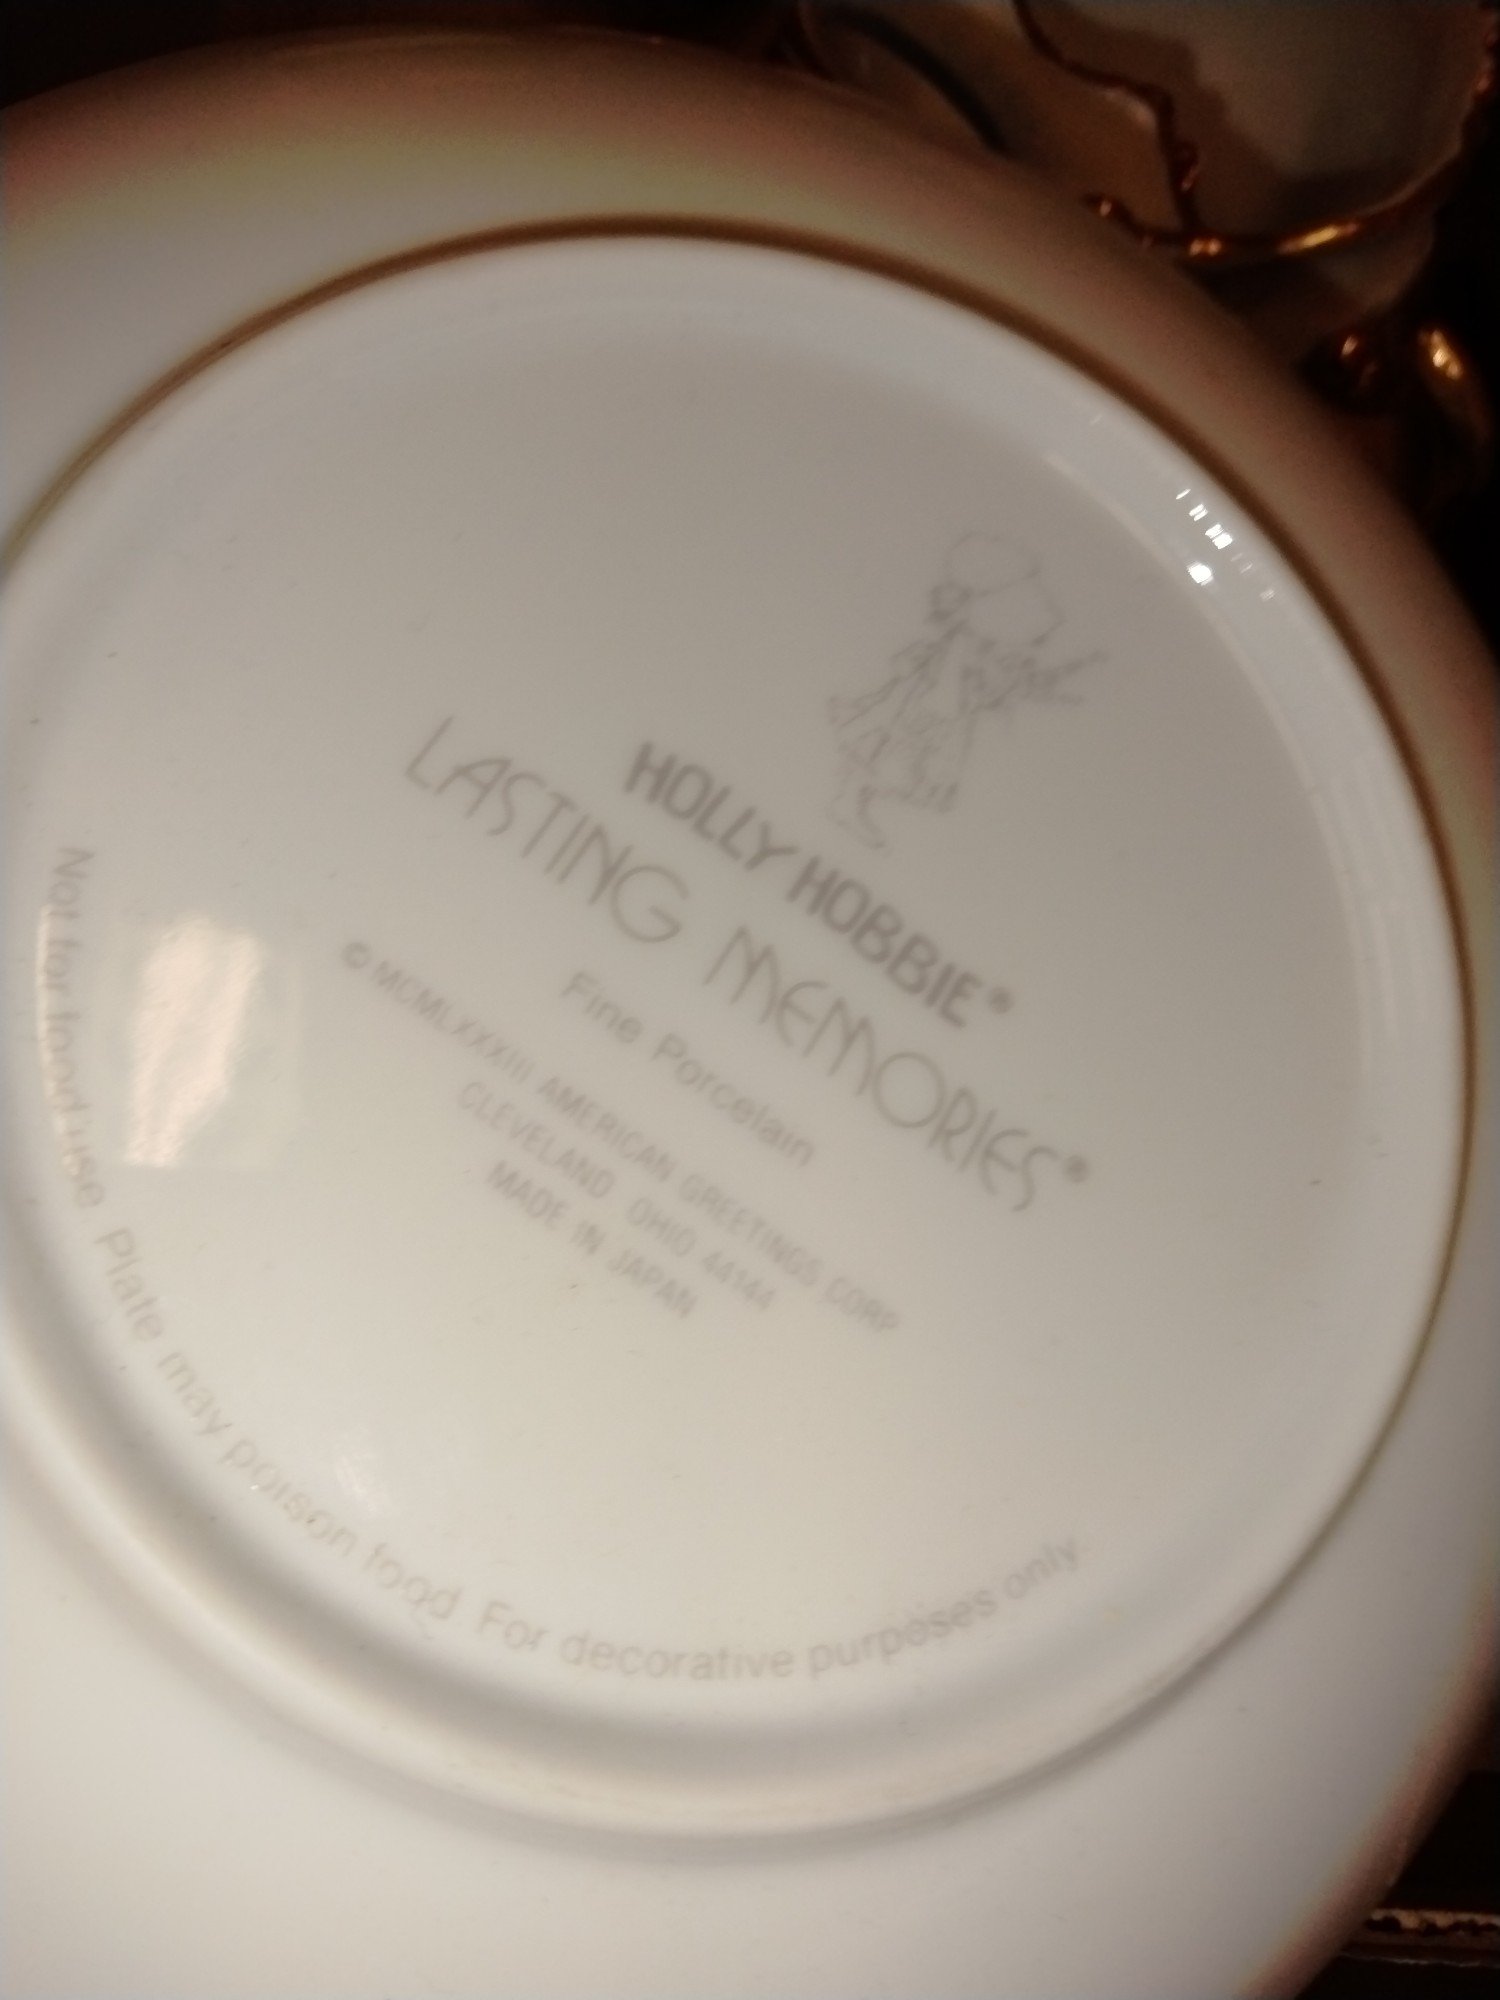 HOLLY HOBBIE®
LASTING MEMORIES®
Fine Porcelain
© MCMLXXXIII AMERICAN GREETINGS CORP
CLEVELAND OHIO 44144
MADE IN JAPAN
Not for food use. Plate may poison food. For decorative purposes only.